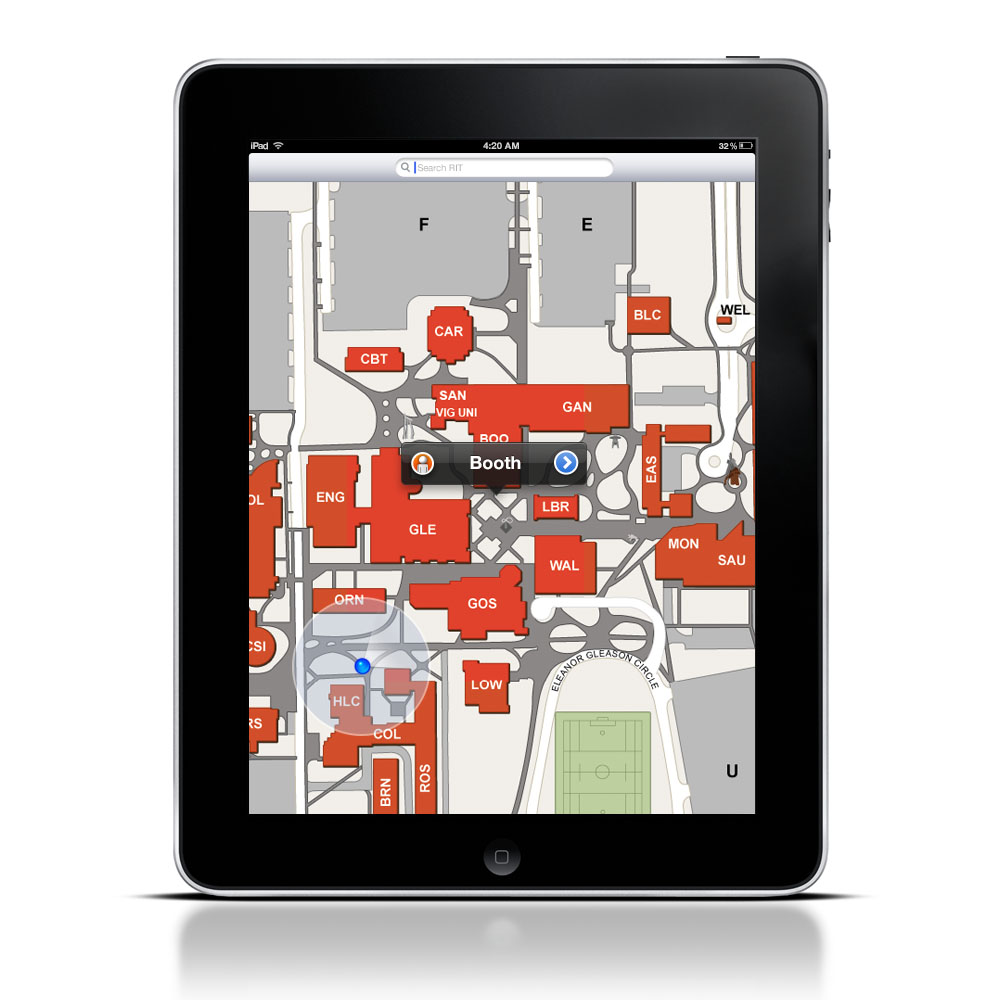 iPad 4:20 AM 32%
Search RIT
F
E
WEL
BLC
CAR
CBT
SAN
GAN
VIG UNI
BOO
Booth
EAS
ENG
OL
LBR
GLE
MON
SAU
WAL
ORN
GOS
CSI
ELEANOR GLEASON CIRCLE
LOW
HLC
RS
COL
U
BRN
ROS